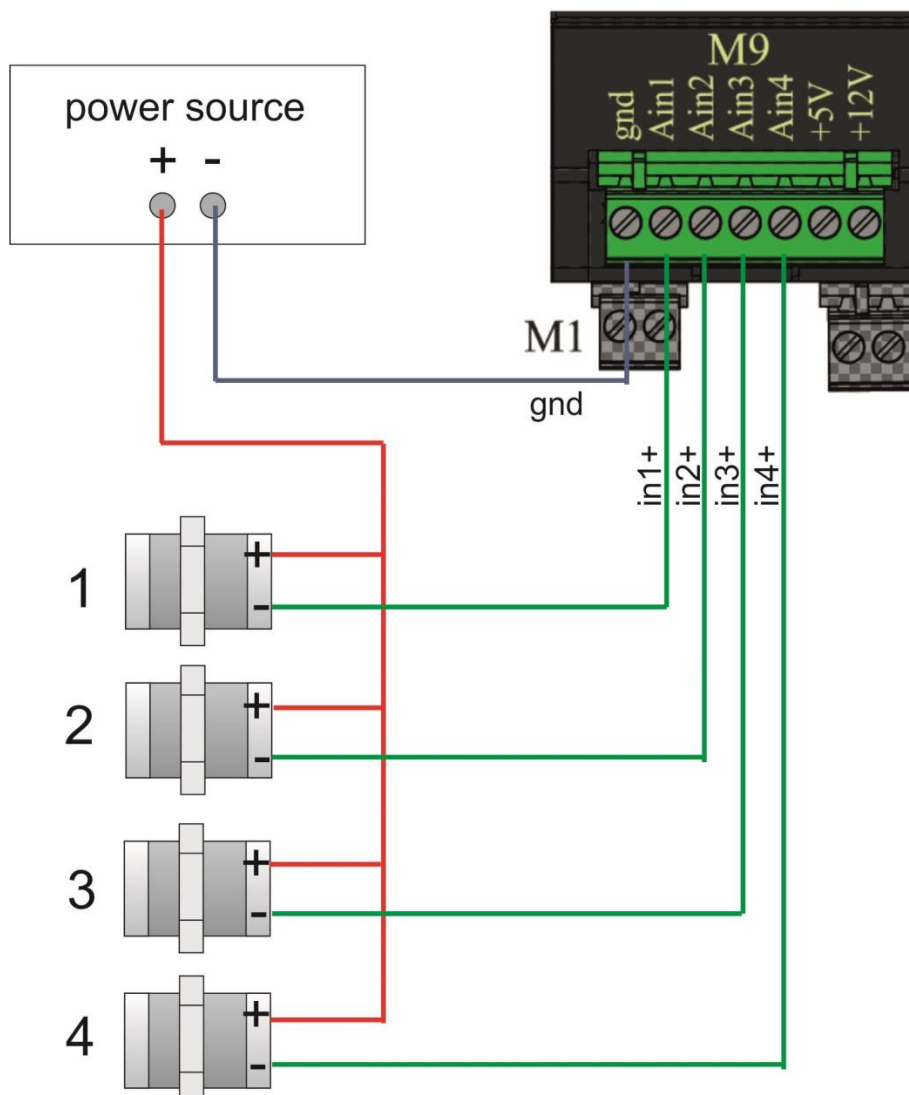 power source
+ -
M9
gnd
Ain1
Ain2
Ain3
Ain4
+5V
+12V
M1
gnd
in1+
in2+
in3+
in4+
1
+
-
2
+
-
3
+
-
4
+
-